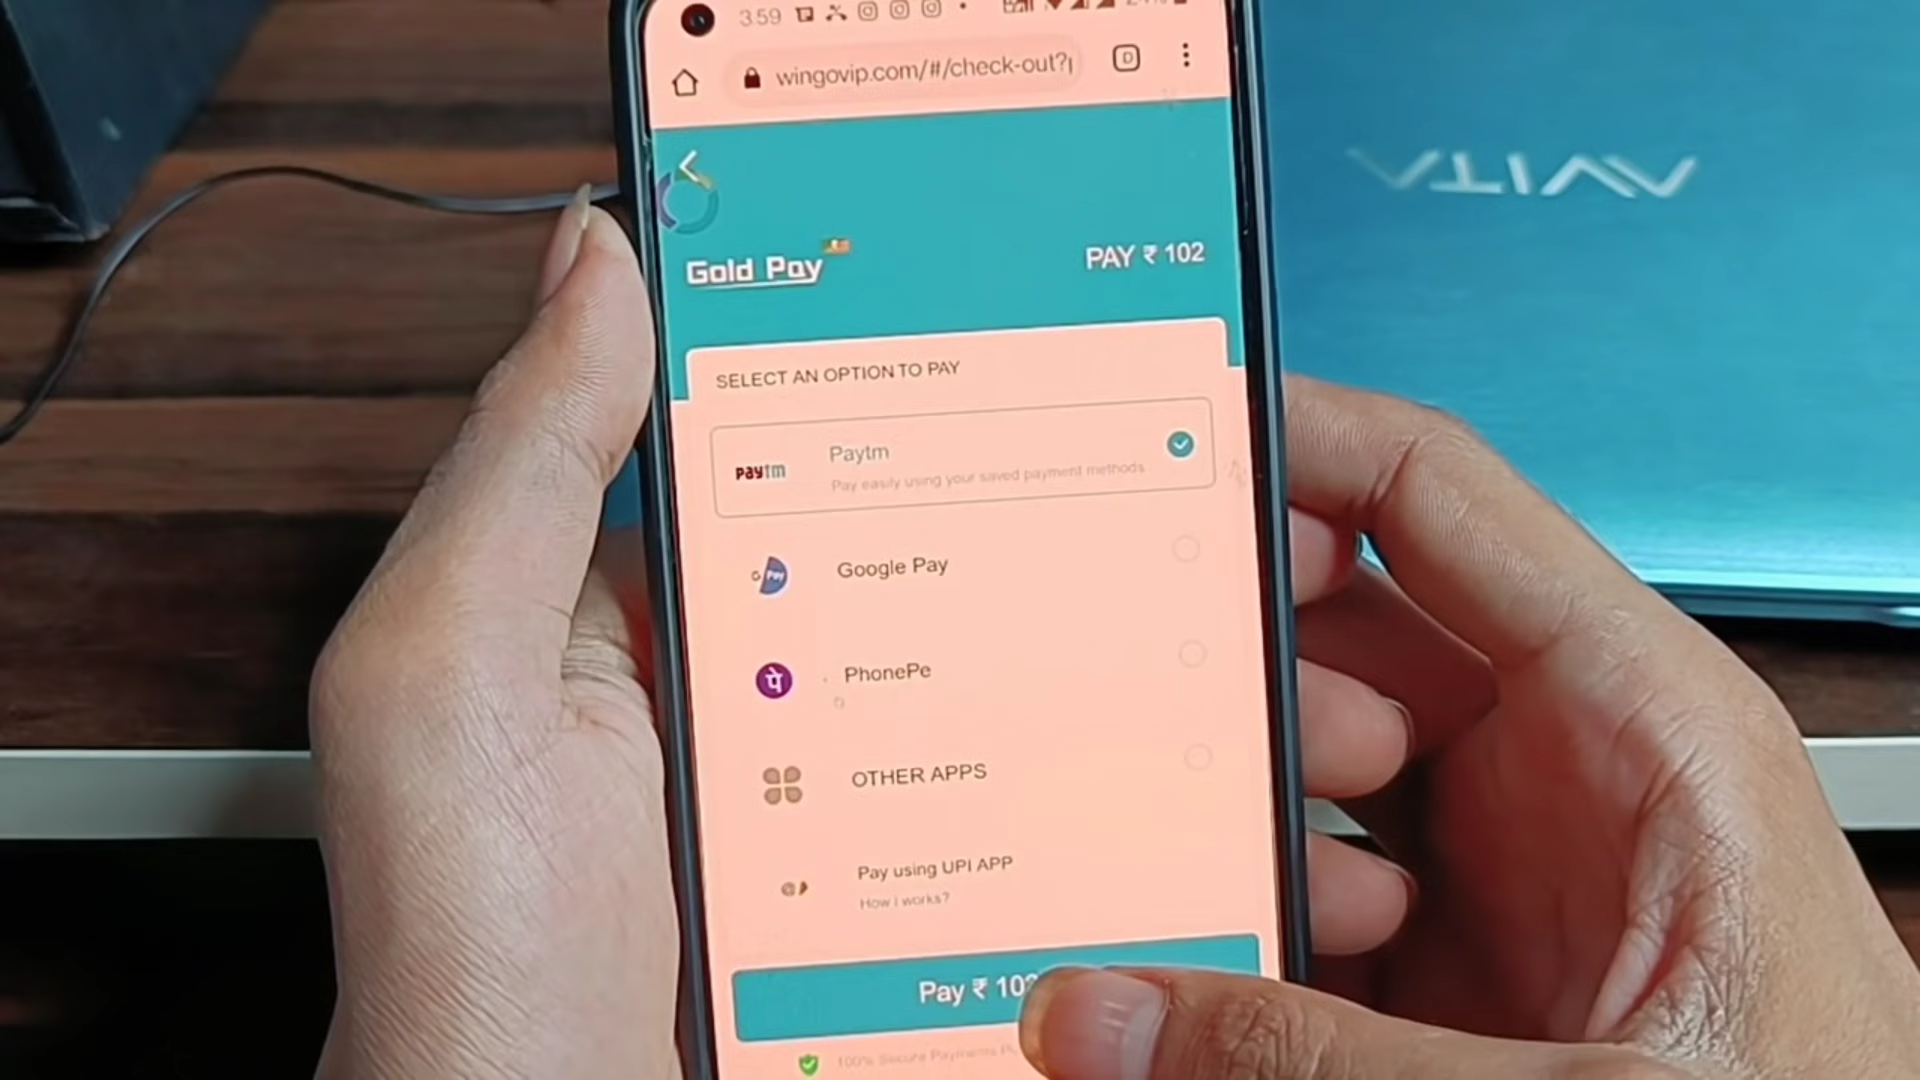 3:59
wingovip.com/#/check-out?
D
AVITA
Gold Pay
PAY ₹ 102
SELECT AN OPTION TO PAY
paytm
Paytm
Pay easily using your saved payment methods
G Pay
Google Pay
पे
PhonePe
OTHER APPS
Pay using UPI APP
How i works?
Pay ₹ 102
100% Secure Payments